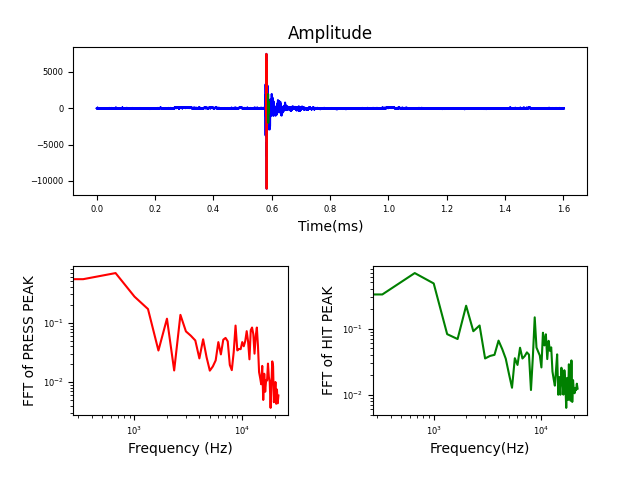 Amplitude
5000
0
−5000
−10000
0.0 0.2 0.4 0.6 0.8 1.0 1.2 1.4 1.6
Time(ms)
FFT of PRESS PEAK
10⁻¹
10⁻²
10³ 10⁴
Frequency (Hz)
FFT of HIT PEAK
10⁻¹
10⁻²
10³ 10⁴
Frequency(Hz)